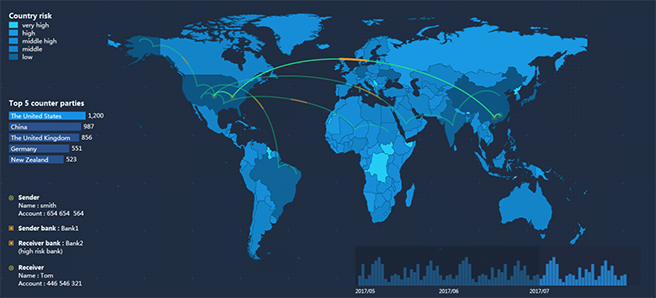 Country risk
very high
high
middle high
middle
low
Top 5 counter parties
The United States 1,200
China 987
The United Kingdom 856
Germany 551
New Zealand 523
Sender
Name : smith
Account : 654 654 564
Sender bank : Bank1
Receiver bank : Bank2
(high risk bank)
Receiver
Name : Tom
Account : 446 546 321
2017/05 2017/06 2017/07